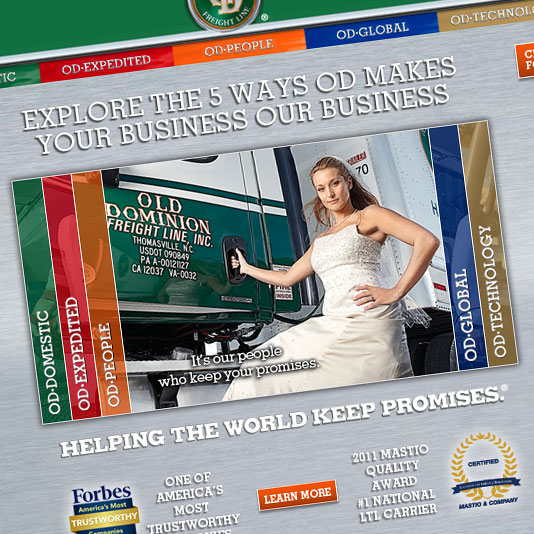 FREIGHT LINE ®
TIC
OD·EXPEDITED
OD·PEOPLE
OD·GLOBAL
OD·TECHNOLO
EXPLORE THE 5 WAYS OD MAKES
YOUR BUSINESS OUR BUSINESS
OD·DOMESTIC
OD·EXPEDITED
OD·PEOPLE
OLD
DOMINION
FREIGHT LINE, INC.
THOMASVILLE, N.C.
USDOT 090849
PA A-00121127
CA 12037 VA-0032
70
INSIDE
It's our people
who keep your promises.
OD·GLOBAL
OD·TECHNOLOGY
HELPING THE WORLD KEEP PROMISES.®
Forbes
America's Most
TRUSTWORTHY
Companies
ONE OF
AMERICA'S
MOST
TRUSTWORTHY
LEARN MORE
2011 MASTIO
QUALITY
AWARD
#1 NATIONAL
LTL CARRIER
CERTIFIED
MASTIO & COMPANY